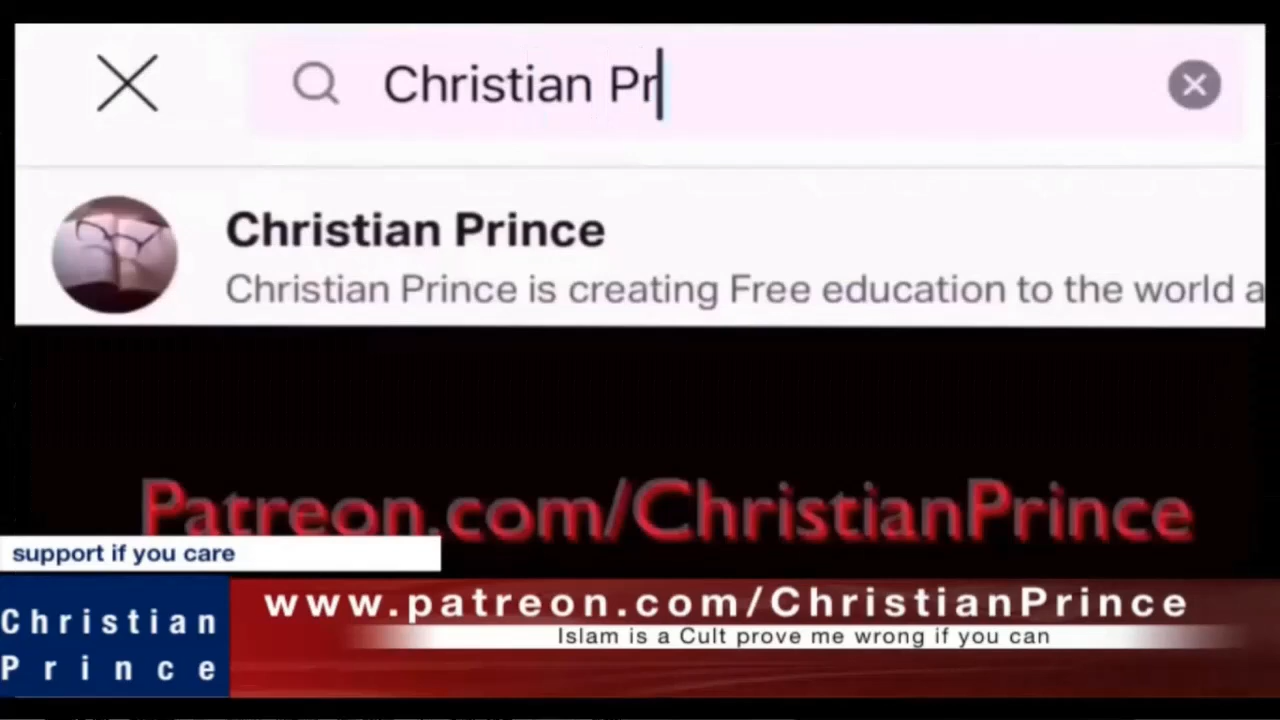 Christian Pr
Christian Prince
Christian Prince is creating Free education to the world a
Patreon.com/ChristianPrince
support if you care
Christian
Prince
www.patreon.com/ChristianPrince
Islam is a Cult prove me wrong if you can